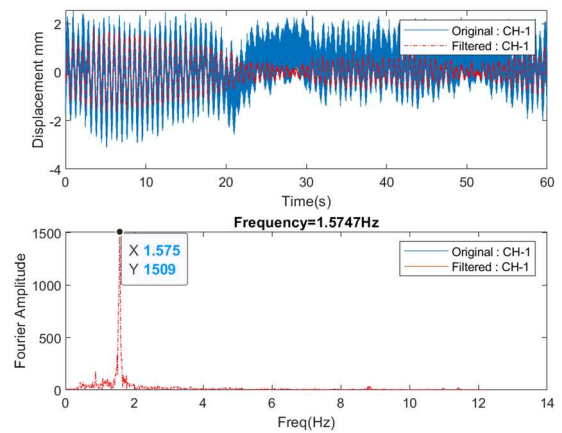 2
0
-2
-4
Displacement mm
Original : CH-1
Filtered : CH-1
0 10 20 30 40 50 60
Time(s)
Frequency=1.5747Hz
1500
1000
500
0
Fourier Amplitude
X 1.575
Y 1509
Original : CH-1
Filtered : CH-1
0 2 4 6 8 10 12 14
Freq(Hz)